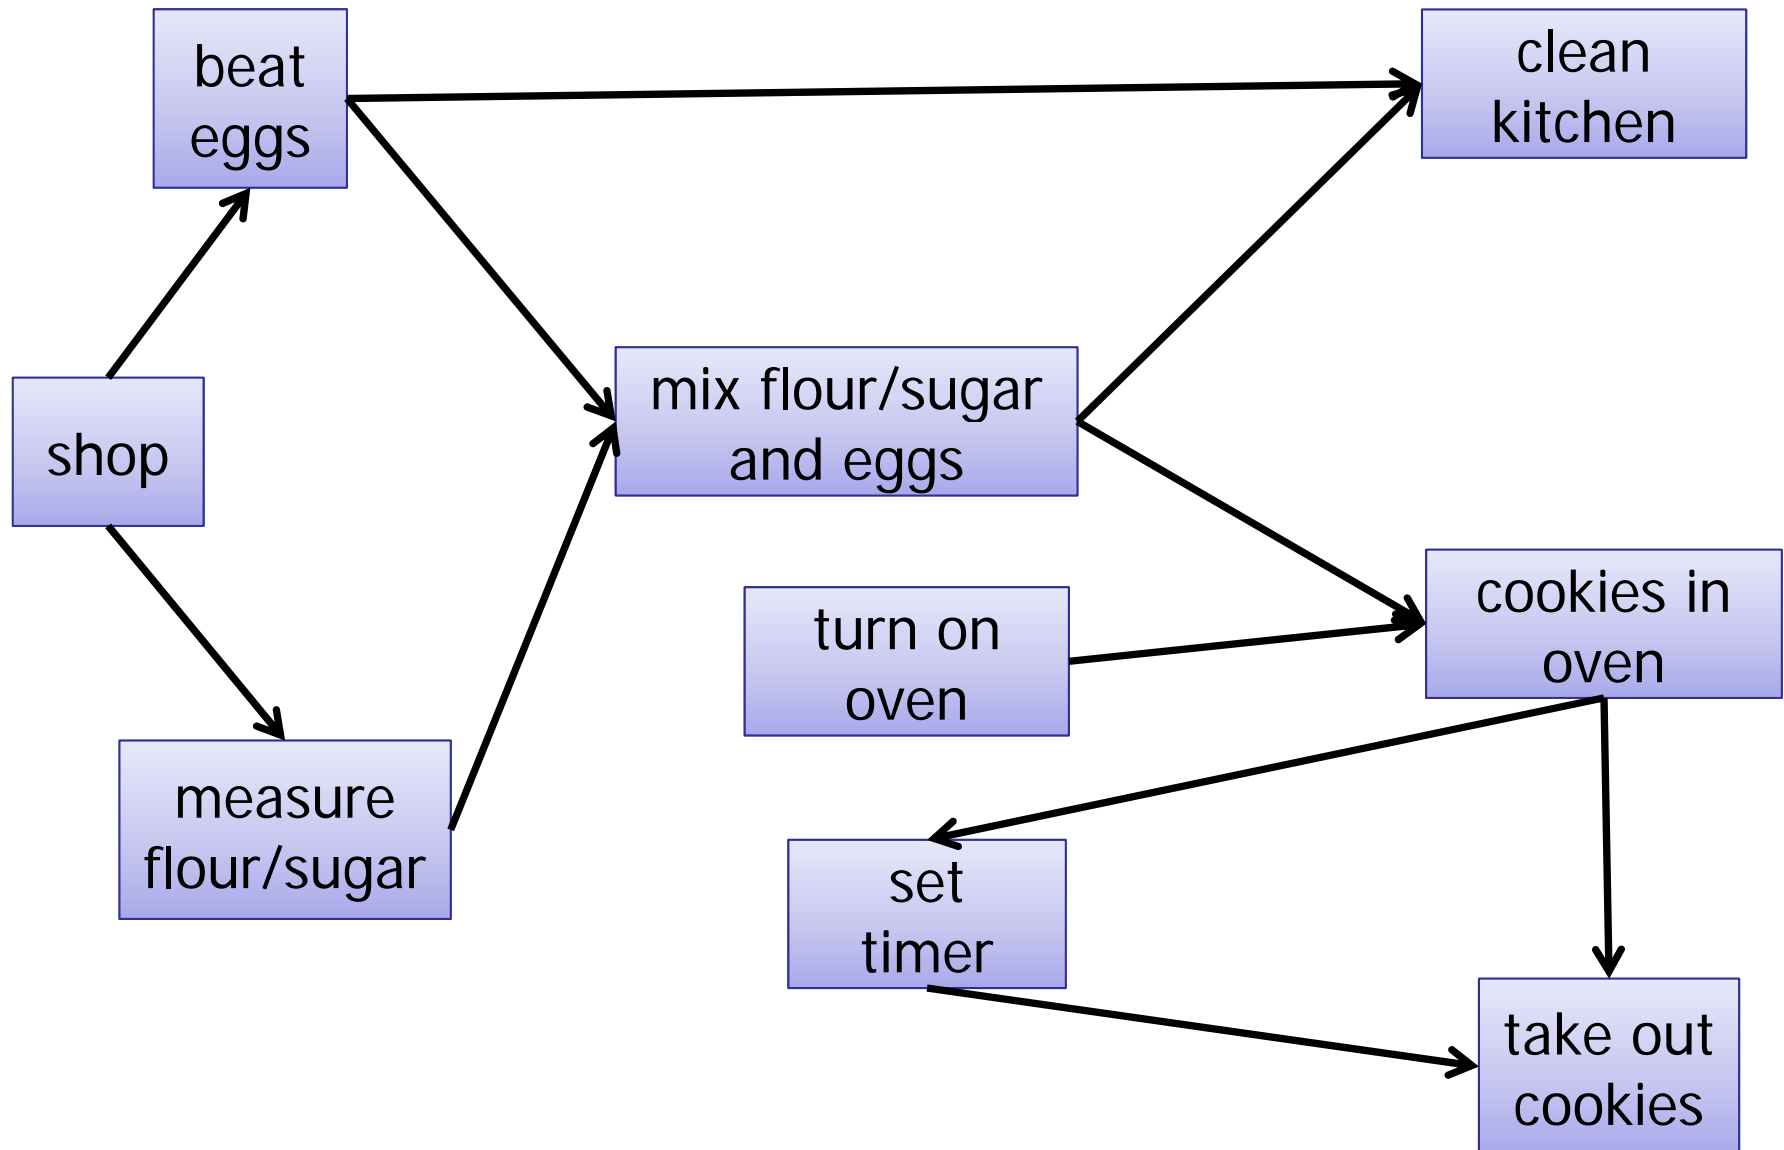 beat
eggs
clean
kitchen
shop
mix flour/sugar
and eggs
turn on
oven
cookies in
oven
measure
flour/sugar
set
timer
take out
cookies